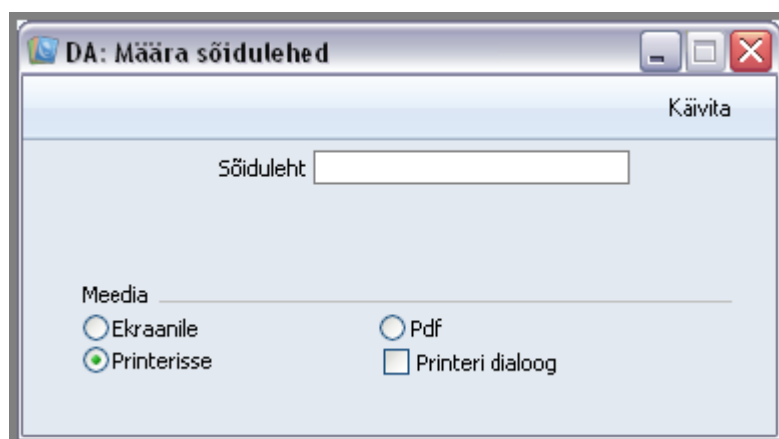 DA: Määra sõidulehed
Käivita
Sõiduleht
Meedia
Ekraanile
Pdf
Printerisse
Printeri dialoog